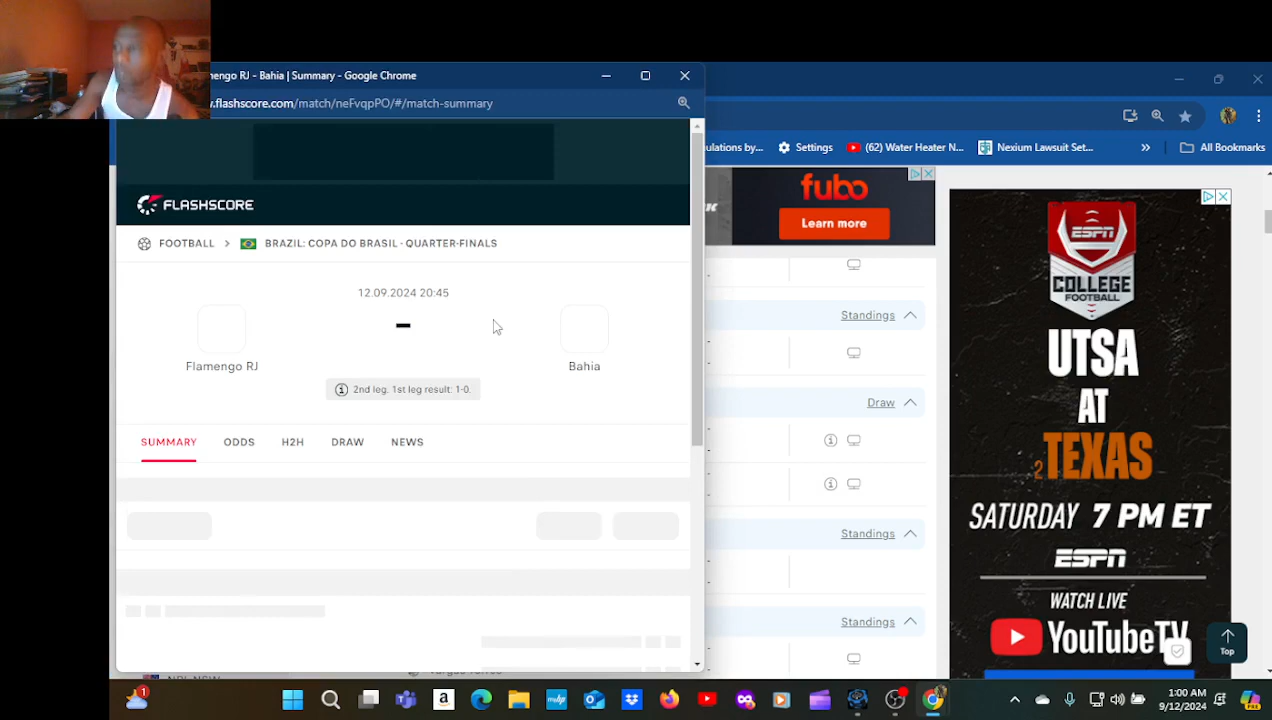 mengo RJ - Bahia | Summary - Google Chrome
.flashscore.com/match/neFvqpPO/#/match-summary
ulations by...
Settings
(62) Water Heater N...
Nexium Lawsuit Set...
»
All Bookmarks
FLASHSCORE
fubo
Learn more
FOOTBALL > BRAZIL: COPA DO BRASIL - QUARTER-FINALS
12.09.2024 20:45
-
Flamengo RJ
Bahia
2nd leg. 1st leg result: 1-0.
SUMMARY
ODDS
H2H
DRAW
NEWS
Standings
Draw
Standings
Standings
ESPN
COLLEGE
FOOTBALL
UTSA
AT
2 TEXAS
SATURDAY 7 PM ET
ESPN
WATCH LIVE
YouTubeTV
Top
1
1:00 AM
9/12/2024